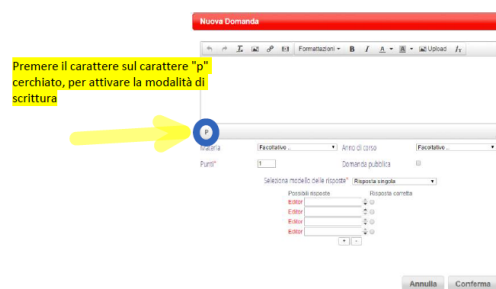 Nuova Domanda
Formattazioni B I A A Upload
Premere il carattere sul carattere "p"
cerchiato, per attivare la modalità di
scrittura
P
Materia Facoltativo... Anno di corso Facoltativo...
Punti* 1 Domanda pubblica
Seleziona modello delle risposte* Risposta singola
Possibili risposte Risposta corretta
Editor
Editor
Editor
Editor
+ -
Annulla Conferma